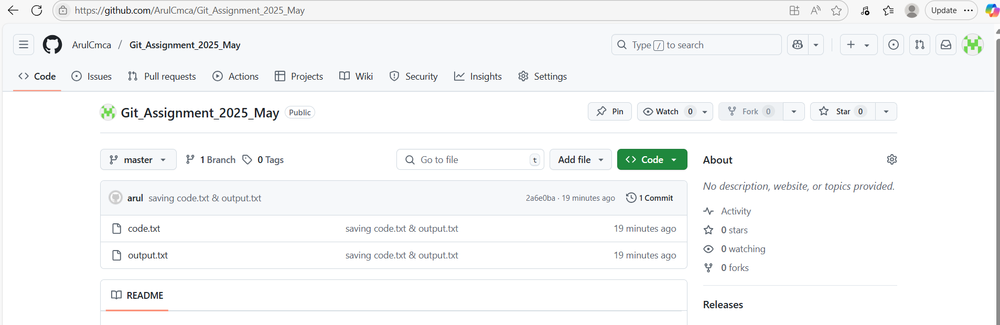 https://github.com/ArulCmca/Git_Assignment_2025_May
Update
ArulCmca / Git_Assignment_2025_May
Type / to search
Code Issues Pull requests Actions Projects Wiki Security Insights Settings
Git_Assignment_2025_May Public
Pin Watch 0 Fork 0 Star 0
master 1 Branch 0 Tags Go to file t Add file Code
About
No description, website, or topics provided.
arul saving code.txt & output.txt 2a6e0ba · 19 minutes ago 1 Commit
code.txt saving code.txt & output.txt 19 minutes ago
output.txt saving code.txt & output.txt 19 minutes ago
Activity
0 stars
0 watching
0 forks
README
Releases